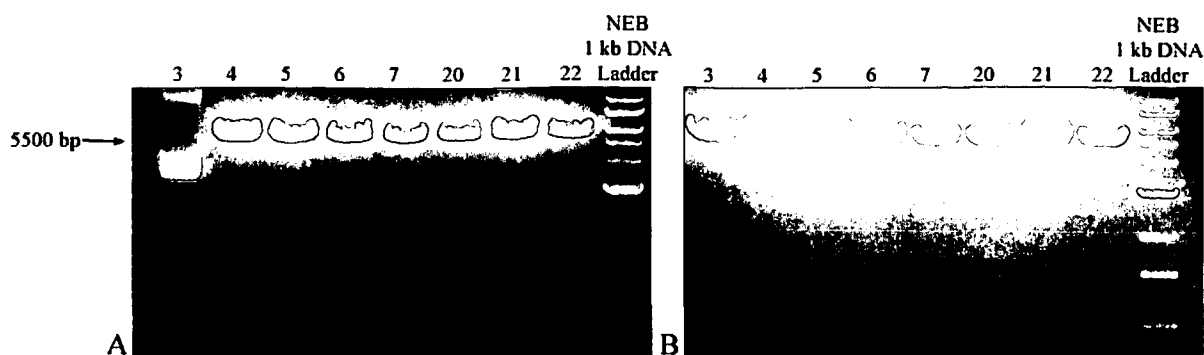 NEB
1 kb DNA
3 4 5 6 7 20 21 22 Ladder
5500 bp
A
NEB
1 kb DNA
3 4 5 6 7 20 21 22 Ladder
B